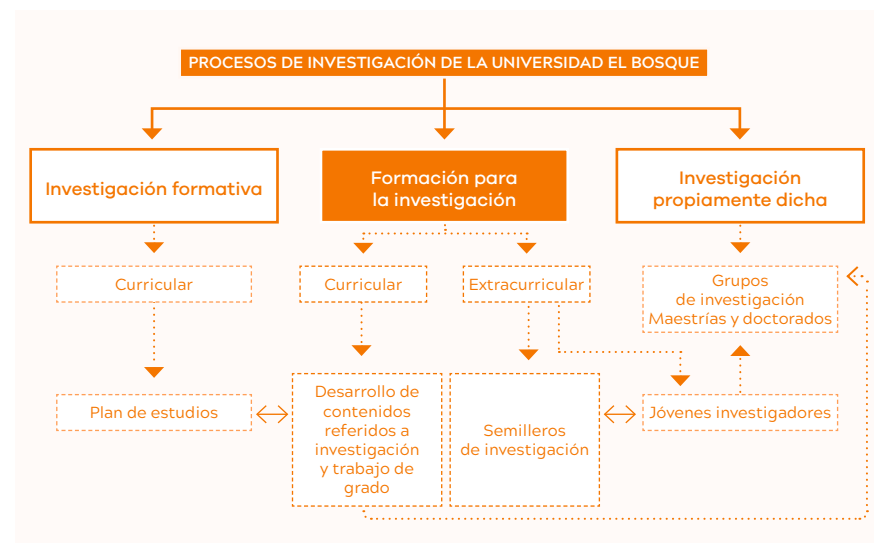 PROCESOS DE INVESTIGACIÓN DE LA UNIVERSIDAD EL BOSQUE
Investigación formativa
Formación para
la investigación
Investigación
propiamente dicha
Curricular
Curricular
Extracurricular
Grupos
de investigación
Maestrías y doctorados
Plan de estudios
Desarrollo de
contenidos
referidos a
investigación
y trabajo de
grado
Semilleros
de investigación
Jóvenes investigadores